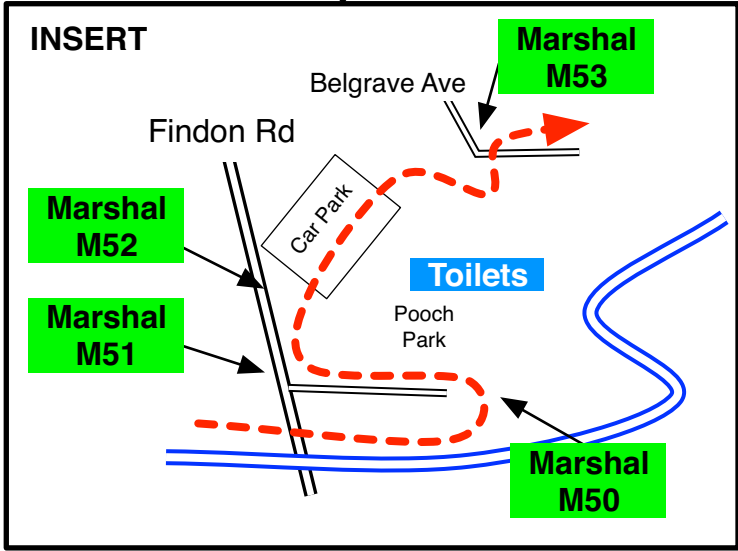 INSERT
Marshal
M53
Belgrave Ave
Findon Rd
Car Park
Marshal
M52
Toilets
Marshal
M51
Pooch
Park
Marshal
M50